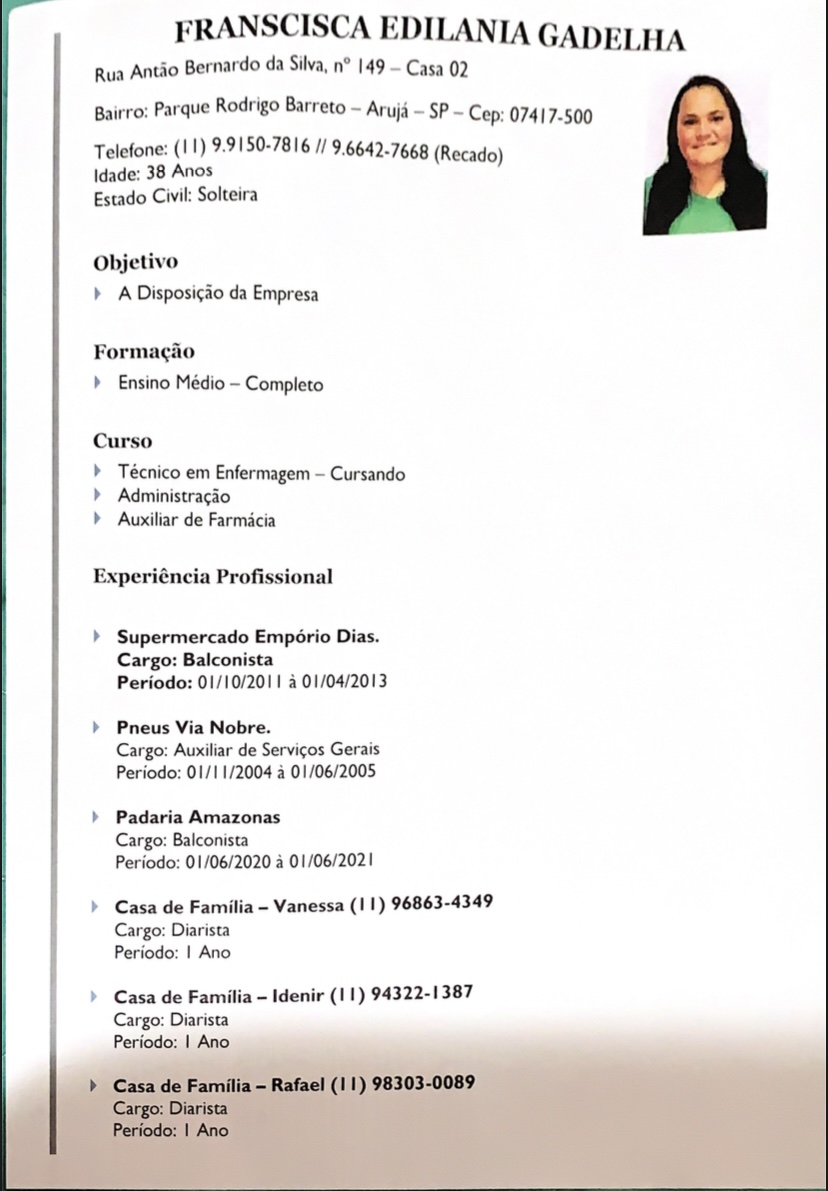 FRANSCISCA EDILANIA GADELHA
Rua Antão Bernardo da Silva, nº 149 – Casa 02
Bairro: Parque Rodrigo Barreto – Arujá – SP – Cep: 07417-500
Telefone: (11) 9.9150-7816 // 9.6642-7668 (Recado)
Idade: 38 Anos
Estado Civil: Solteira
Objetivo
A Disposição da Empresa
Formação
Ensino Médio – Completo
Curso
Técnico em Enfermagem – Cursando
Administração
Auxiliar de Farmácia
Experiência Profissional
Supermercado Empório Dias.
Cargo: Balconista
Período: 01/10/2011 à 01/04/2013
Pneus Via Nobre.
Cargo: Auxiliar de Serviços Gerais
Período: 01/11/2004 à 01/06/2005
Padaria Amazonas
Cargo: Balconista
Período: 01/06/2020 à 01/06/2021
Casa de Família – Vanessa (11) 96863-4349
Cargo: Diarista
Período: 1 Ano
Casa de Família – Idenir (11) 94322-1387
Cargo: Diarista
Período: 1 Ano
Casa de Família – Rafael (11) 98303-0089
Cargo: Diarista
Período: 1 Ano